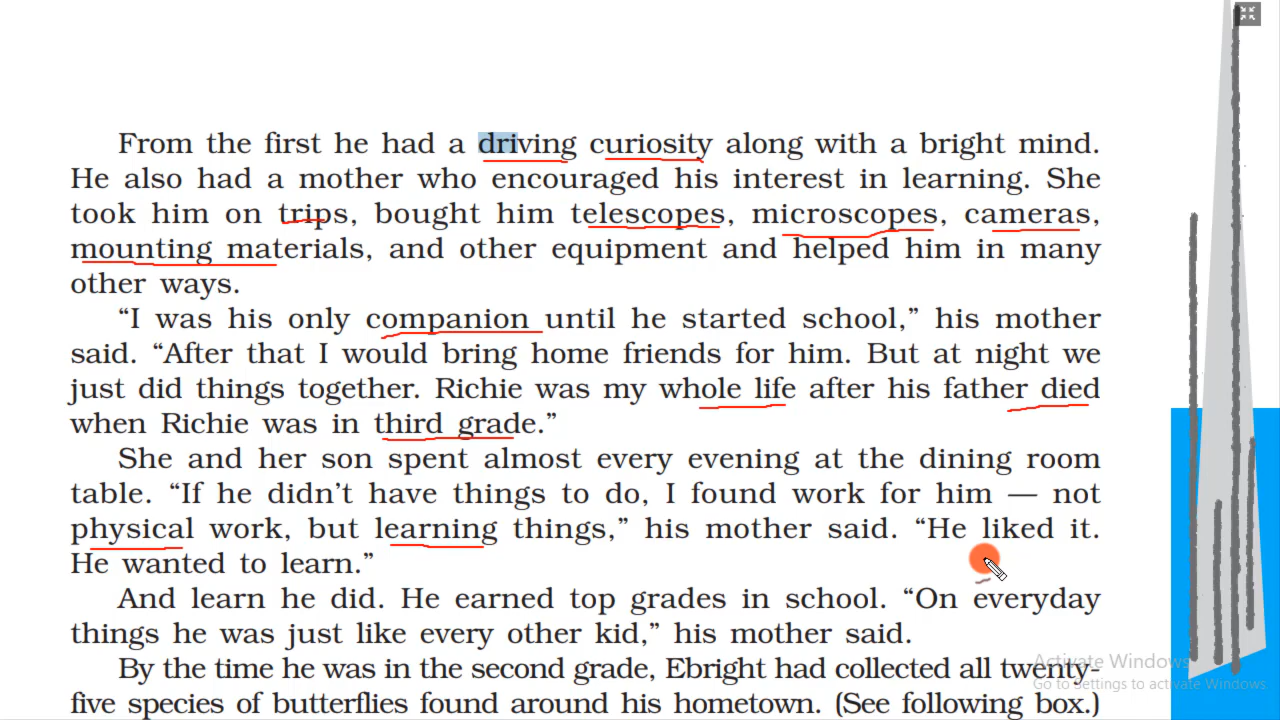 From the first he had a driving curiosity along with a bright mind.
He also had a mother who encouraged his interest in learning. She
took him on trips, bought him telescopes, microscopes, cameras,
mounting materials, and other equipment and helped him in many
other ways.
“I was his only companion until he started school,” his mother
said. “After that I would bring home friends for him. But at night we
just did things together. Richie was my whole life after his father died
when Richie was in third grade.”
She and her son spent almost every evening at the dining room
table. “If he didn’t have things to do, I found work for him — not
physical work, but learning things,” his mother said. “He liked it.
He wanted to learn.”
And learn he did. He earned top grades in school. “On everyday
things he was just like every other kid,” his mother said.
By the time he was in the second grade, Ebright had collected all twenty-
five species of butterflies found around his hometown. (See following box.)
Activate Windows
Go to Settings to activate Windows.